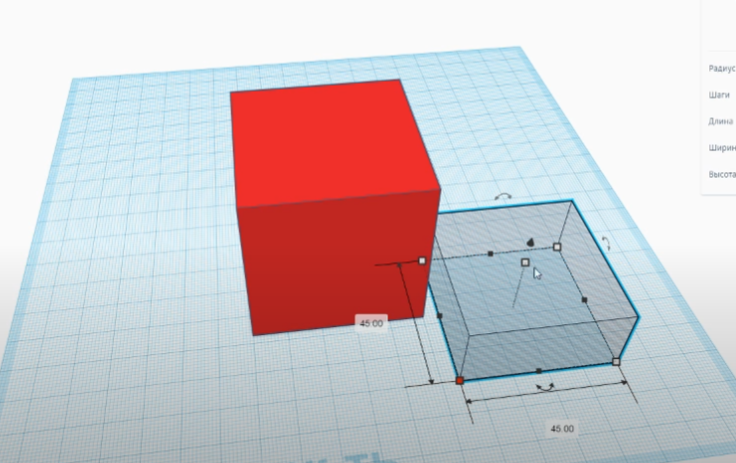 Радиус
Шаги
Длина
Ширин
Высота
45.00
45.00